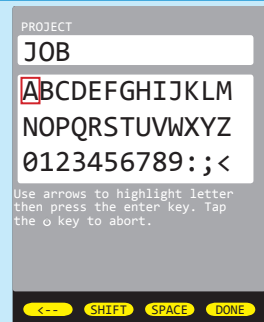 PROJECT
JOB
ABCDEFGHIJKLM
NOPQRSTUVWXYZ
0123456789:;<
Use arrows to highlight letter
then press the enter key. Tap
the o key to abort.
<-- SHIFT SPACE DONE